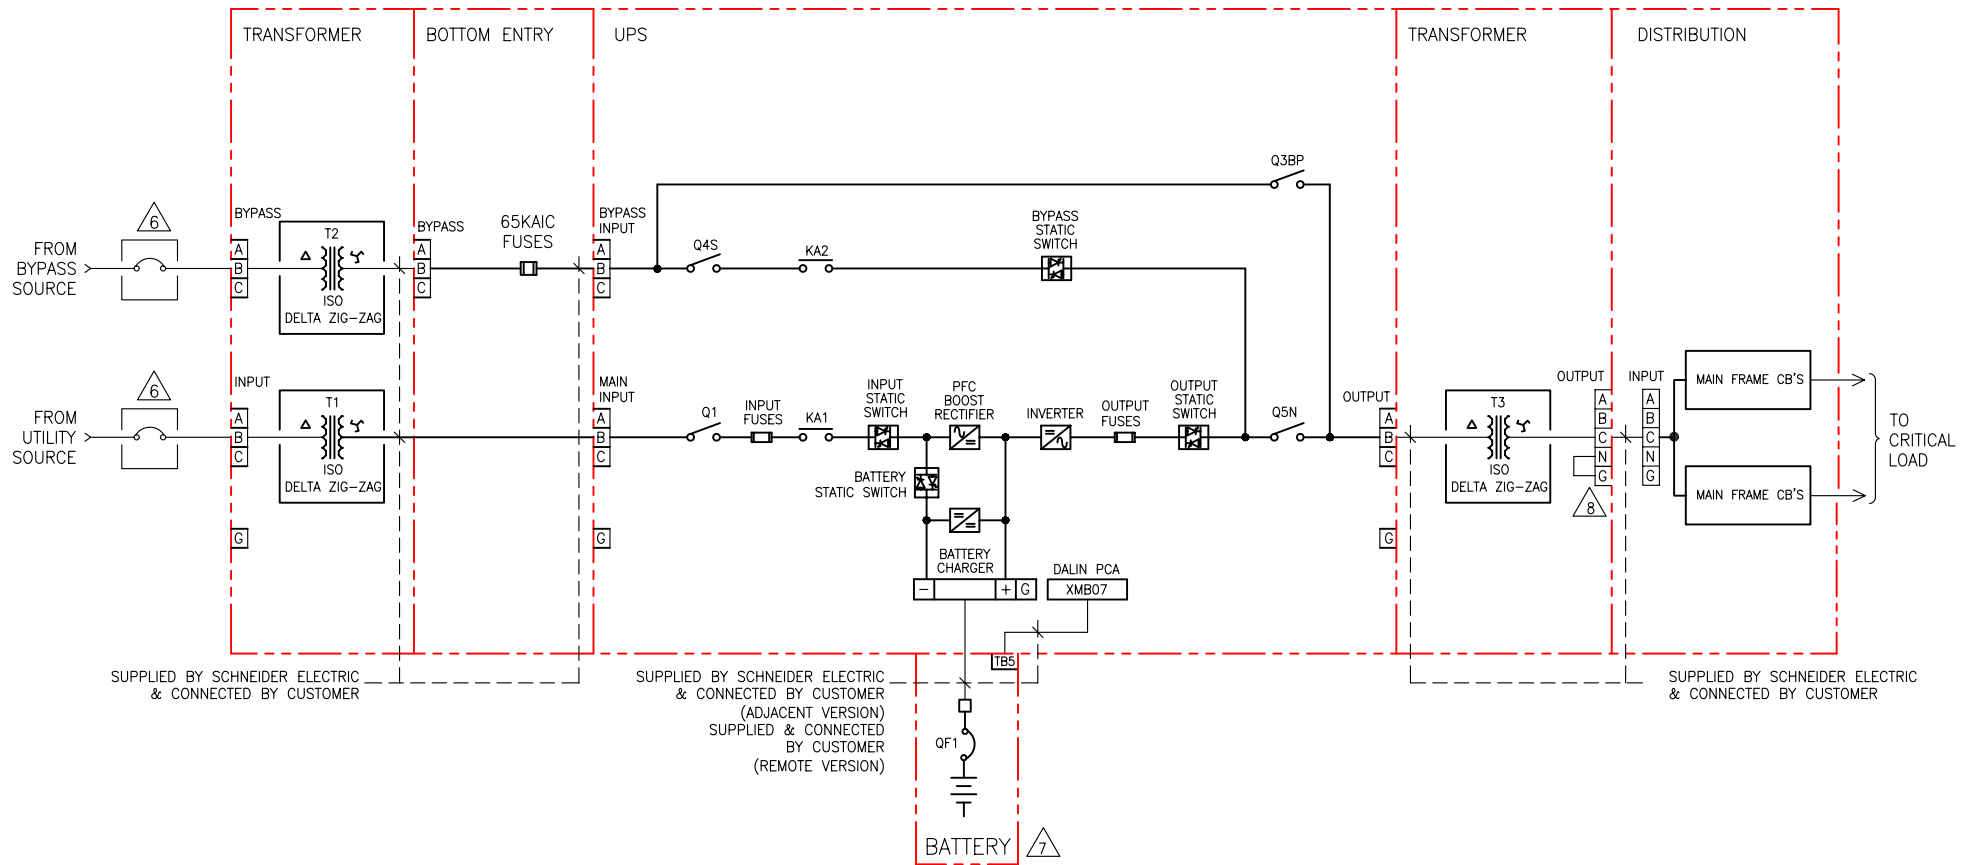 TRANSFORMER
BOTTOM ENTRY
UPS
TRANSFORMER
DISTRIBUTION
Q3BP
6
BYPASS
T2
ISO
DELTA ZIG-ZAG
BYPASS
65KAIC
FUSES
BYPASS
INPUT
Q4S
KA2
BYPASS
STATIC
SWITCH
FROM
BYPASS
SOURCE
A
B
C
A
B
C
A
B
C
6
INPUT
T1
ISO
DELTA ZIG-ZAG
MAIN
INPUT
Q1
INPUT
FUSES
KA1
INPUT
STATIC
SWITCH
PFC
BOOST
RECTIFIER
INVERTER
OUTPUT
FUSES
OUTPUT
STATIC
SWITCH
Q5N
OUTPUT
T3
ISO
DELTA ZIG-ZAG
OUTPUT
INPUT
MAIN FRAME CB'S
MAIN FRAME CB'S
TO
CRITICAL
LOAD
FROM
UTILITY
SOURCE
A
B
C
A
B
C
A
B
C
A
B
C
N
G
A
B
C
N
G
8
BATTERY
STATIC SWITCH
G
G
G
BATTERY
CHARGER
DALIN PCA
XMB07
−
+
G
TB5
SUPPLIED BY SCHNEIDER ELECTRIC
& CONNECTED BY CUSTOMER
SUPPLIED BY SCHNEIDER ELECTRIC
& CONNECTED BY CUSTOMER
(ADJACENT VERSION)
SUPPLIED & CONNECTED
BY CUSTOMER
(REMOTE VERSION)
SUPPLIED BY SCHNEIDER ELECTRIC
& CONNECTED BY CUSTOMER
QF1
BATTERY
7